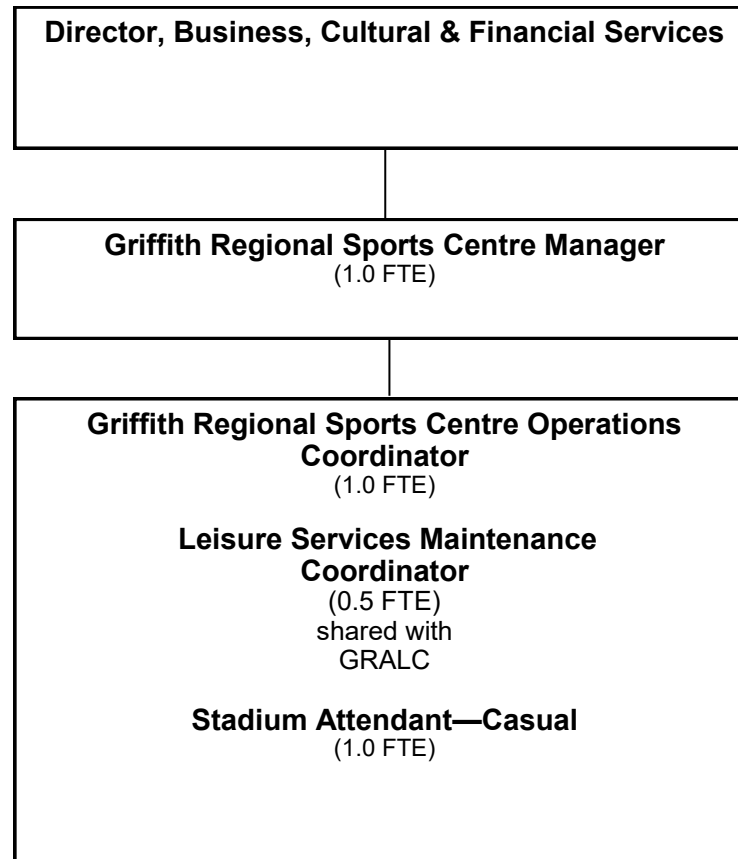 Director, Business, Cultural & Financial Services
Griffith Regional Sports Centre Manager
(1.0 FTE)
Griffith Regional Sports Centre Operations
Coordinator
(1.0 FTE)
Leisure Services Maintenance
Coordinator
(0.5 FTE)
shared with
GRALC
Stadium Attendant—Casual
(1.0 FTE)